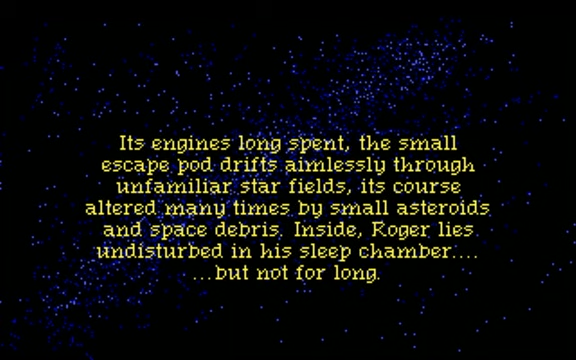 Its engines long spent, the small
escape pod drifts aimlessly through
unfamiliar star fields, its course
altered many times by small asteroids
and space debris. Inside, Roger lies
undisturbed in his sleep chamber....
...but not for long.